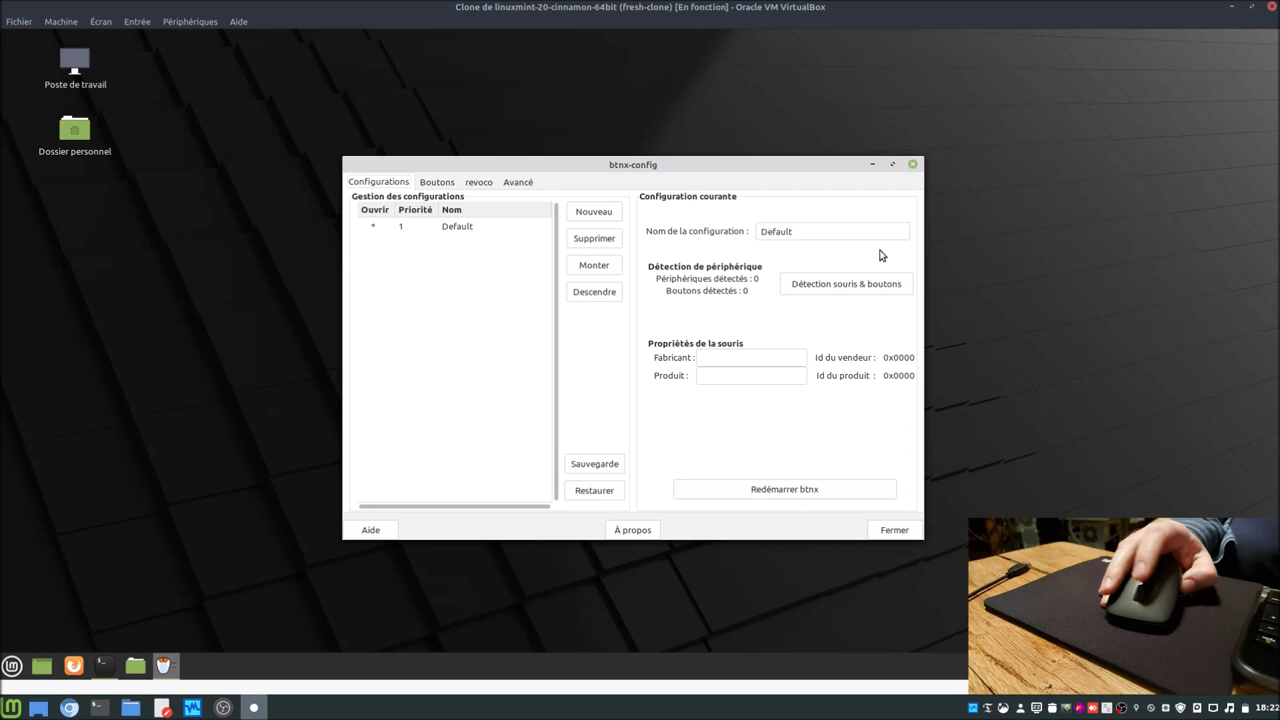 Clone de linuxmint-20-cinnamon-64bit (fresh-clone) [En fonction] - Oracle VM VirtualBox
Fichier Machine Écran Entrée Périphériques Aide
Poste de travail
Dossier personnel
btnx-config
Configurations Boutons revoco Avancé
Gestion des configurations
Ouvrir Priorité Nom
* 1 Default
Nouveau
Supprimer
Monter
Descendre
Sauvegarde
Restaurer
Configuration courante
Nom de la configuration : Default
Détection de périphérique
Périphériques détectés : 0
Boutons détectés : 0
Détection souris & boutons
Propriétés de la souris
Fabricant : Id du vendeur : 0x0000
Produit : Id du produit : 0x0000
Redémarrer btnx
Aide À propos Fermer
18:22